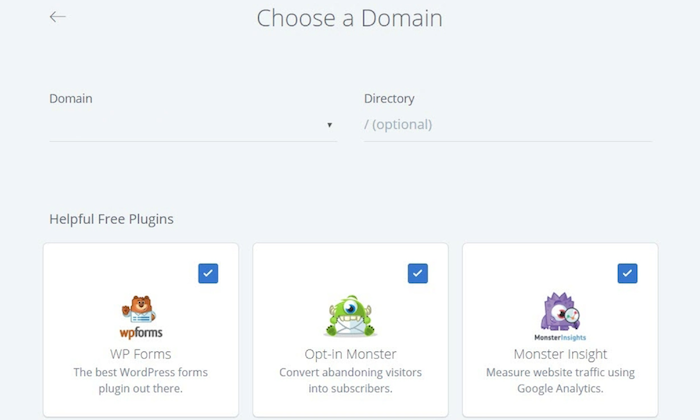 Choose a Domain
Domain
Directory
/ (optional)
Helpful Free Plugins
wpforms
WP Forms
The best WordPress forms
plugin out there.
Opt-In Monster
Convert abandoning visitors
into subscribers.
MonsterInsights
Monster Insight
Measure website traffic using
Google Analytics.